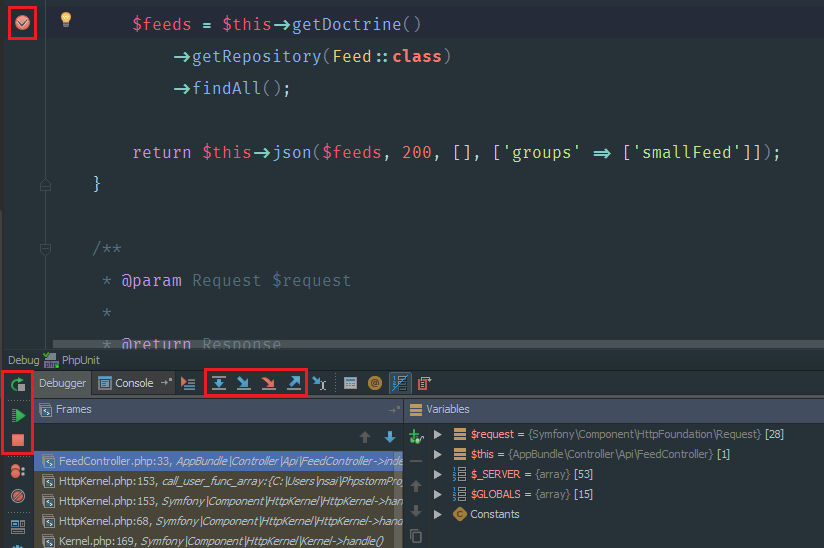 $feeds = $this->getDoctrine()
->getRepository(Feed::class)
->findAll();
return $this->json($feeds, 200, [], ['groups' => ['smallFeed']]);
}
/**
* @param Request $request
*
* @return Response
Debug PhpUnit
Debugger Console
Frames
Variables
FeedController.php:33, AppBundle\Controller\Api\FeedController->inde
HttpKernel.php:153, call_user_func_array:{C:\Users\nsai\PhpstormPro
HttpKernel.php:153, Symfony\Component\HttpKernel\HttpKernel->han
HttpKernel.php:68, Symfony\Component\HttpKernel\HttpKernel->hand
Kernel.php:169, Symfony\Component\HttpKernel\Kernel->handle()
$request = {Symfony\Component\HttpFoundation\Request} [28]
$this = {AppBundle\Controller\Api\FeedController} [1]
$_SERVER = {array} [53]
$GLOBALS = {array} [15]
Constants